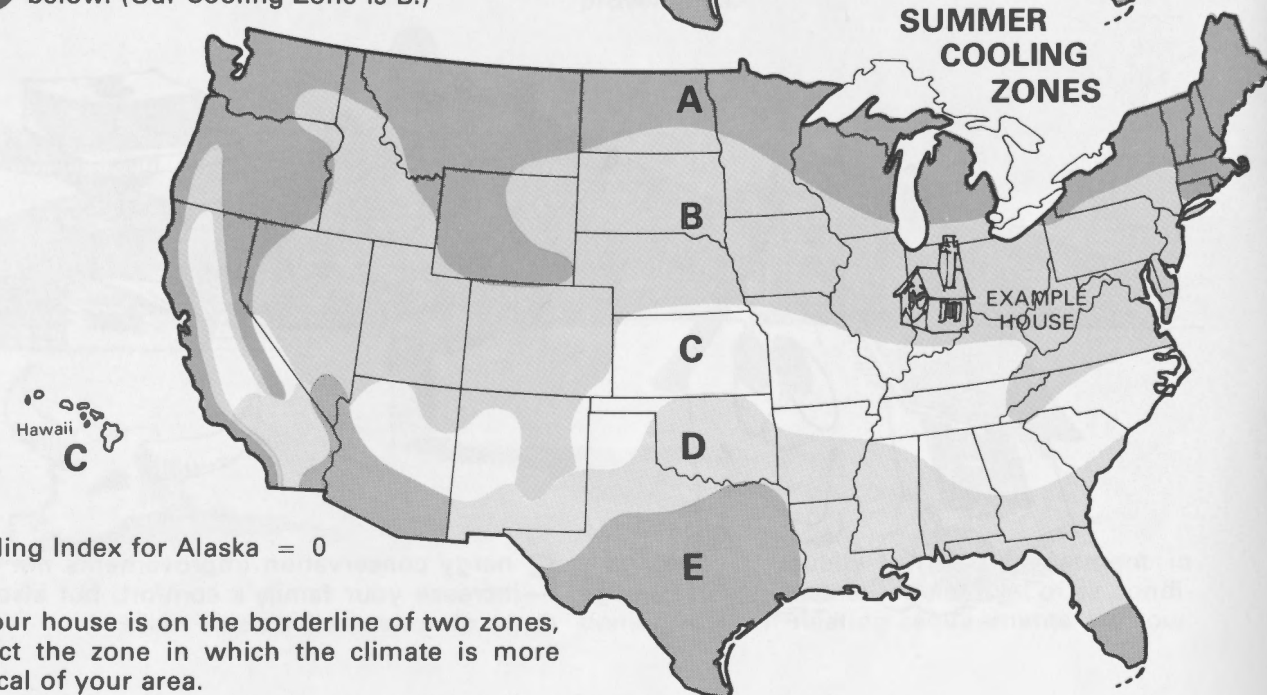 below. (Our Cooling Zone is B.)
SUMMER
COOLING
ZONES
A
B
EXAMPLE
HOUSE
C
Hawaii
C
D
E
ling Index for Alaska = 0
our house is on the borderline of two zones,
ct the zone in which the climate is more
cal of your area.